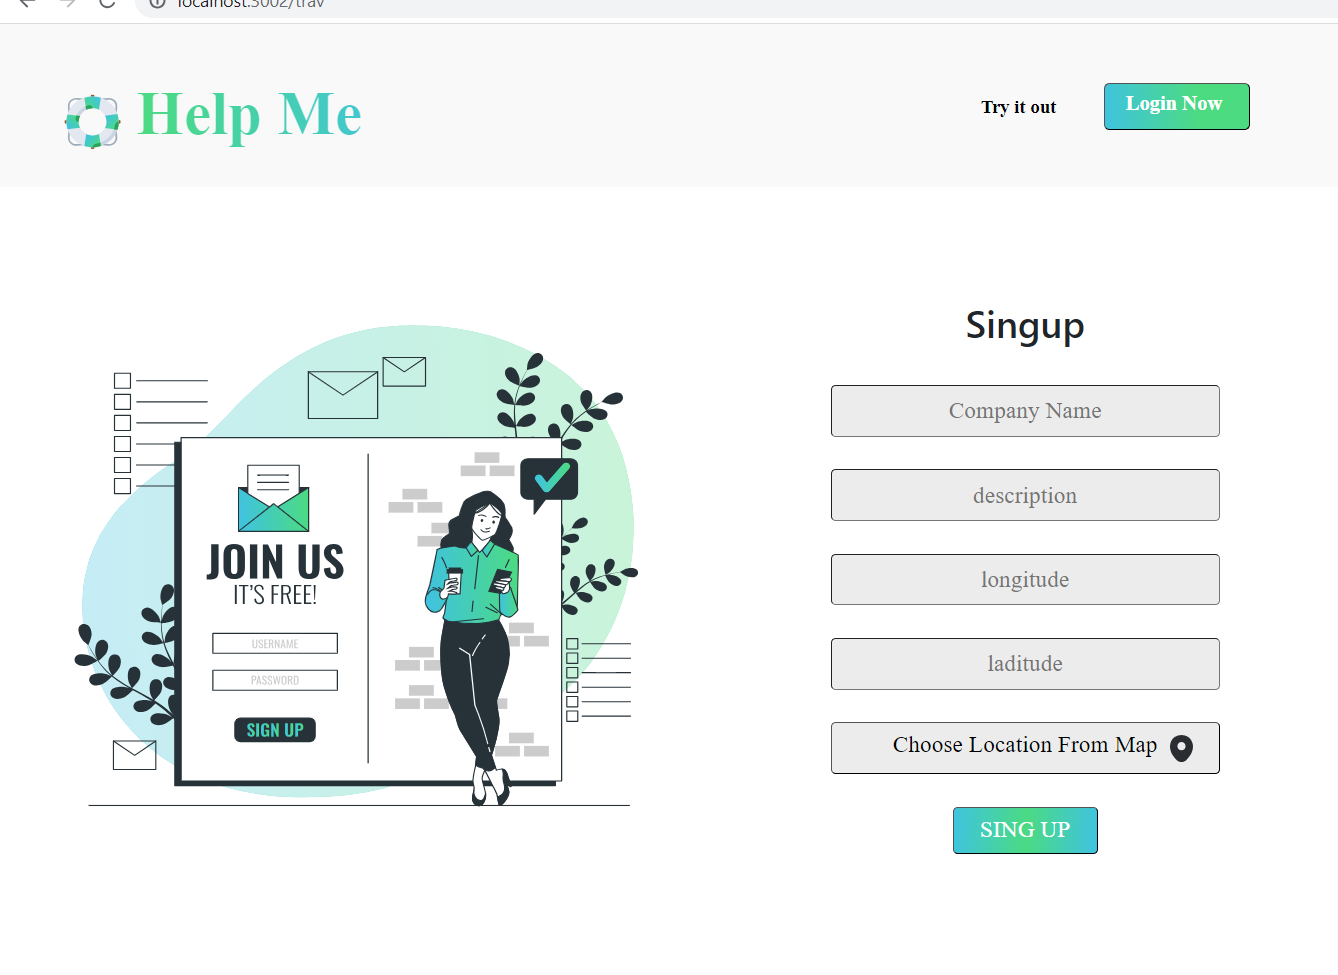 localhost:3002/trav
Help Me
Try it out
Login Now
Singup
Company Name
description
longitude
laditude
Choose Location From Map
SING UP
JOIN US
IT'S FREE!
USERNAME
PASSWORD
SIGN UP